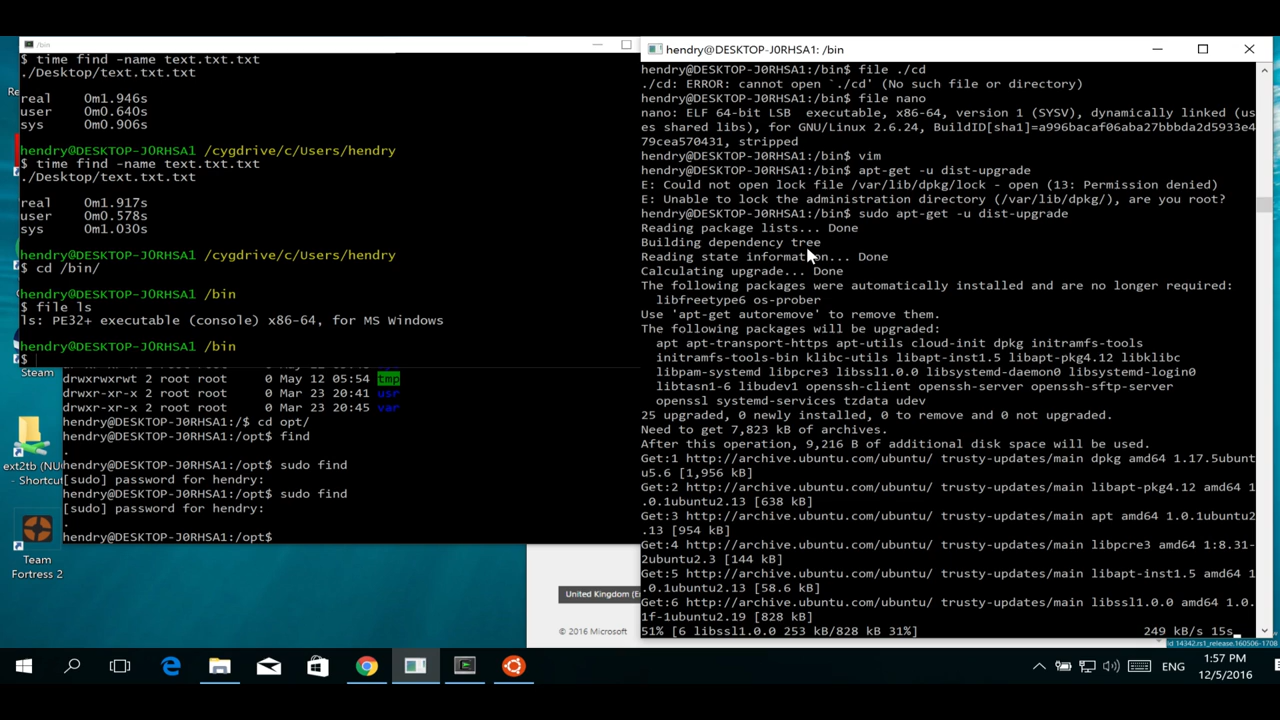 /bin
$ time find -name text.txt.txt
./Desktop/text.txt.txt
real    0m1.946s
user    0m0.640s
sys     0m0.906s
hendry@DESKTOP-J0RHSA1 /cygdrive/c/Users/hendry
$ time find -name text.txt.txt
./Desktop/text.txt.txt
real    0m1.917s
user    0m0.578s
sys     0m1.030s
hendry@DESKTOP-J0RHSA1 /cygdrive/c/Users/hendry
$ cd /bin/
hendry@DESKTOP-J0RHSA1 /bin
$ file ls
ls: PE32+ executable (console) x86-64, for MS Windows
hendry@DESKTOP-J0RHSA1 /bin
$
drwxrwxrwt 2 root root      0 May 12 05:54 tmp
drwxr-xr-x 2 root root      0 Mar 23 20:41 usr
drwxr-xr-x 2 root root      0 Mar 23 20:45 var
hendry@DESKTOP-J0RHSA1:/$ cd opt/
hendry@DESKTOP-J0RHSA1:/opt$ find
.
hendry@DESKTOP-J0RHSA1:/opt$ sudo find
[sudo] password for hendry:
hendry@DESKTOP-J0RHSA1:/opt$ sudo find
[sudo] password for hendry:
.
hendry@DESKTOP-J0RHSA1:/opt$
hendry@DESKTOP-J0RHSA1: /bin
hendry@DESKTOP-J0RHSA1:/bin$ file ./cd
./cd: ERROR: cannot open `./cd' (No such file or directory)
hendry@DESKTOP-J0RHSA1:/bin$ file nano
nano: ELF 64-bit LSB  executable, x86-64, version 1 (SYSV), dynamically linked (us
es shared libs), for GNU/Linux 2.6.24, BuildID[sha1]=a996bacaf06aba27bbbda2d5933e4
79cea570431, stripped
hendry@DESKTOP-J0RHSA1:/bin$ vim
hendry@DESKTOP-J0RHSA1:/bin$ apt-get -u dist-upgrade
E: Could not open lock file /var/lib/dpkg/lock - open (13: Permission denied)
E: Unable to lock the administration directory (/var/lib/dpkg/), are you root?
hendry@DESKTOP-J0RHSA1:/bin$ sudo apt-get -u dist-upgrade
Reading package lists... Done
Building dependency tree
Reading state information... Done
Calculating upgrade... Done
The following packages were automatically installed and are no longer required:
  libfreetype6 os-prober
Use 'apt-get autoremove' to remove them.
The following packages will be upgraded:
  apt apt-transport-https apt-utils cloud-init dpkg initramfs-tools
  initramfs-tools-bin klibc-utils libapt-inst1.5 libapt-pkg4.12 libklibc
  libpam-systemd libpcre3 libssl1.0.0 libsystemd-daemon0 libsystemd-login0
  libtasn1-6 libudev1 openssh-client openssh-server openssh-sftp-server
  openssl systemd-services tzdata udev
25 upgraded, 0 newly installed, 0 to remove and 0 not upgraded.
Need to get 7,823 kB of archives.
After this operation, 9,216 B of additional disk space will be used.
Get:1 http://archive.ubuntu.com/ubuntu/ trusty-updates/main dpkg amd64 1.17.5ubunt
u5.6 [1,956 kB]
Get:2 http://archive.ubuntu.com/ubuntu/ trusty-updates/main libapt-pkg4.12 amd64 1
.0.1ubuntu2.13 [638 kB]
Get:3 http://archive.ubuntu.com/ubuntu/ trusty-updates/main apt amd64 1.0.1ubuntu2
.13 [954 kB]
Get:4 http://archive.ubuntu.com/ubuntu/ trusty-updates/main libpcre3 amd64 1:8.31-
2ubuntu2.3 [144 kB]
Get:5 http://archive.ubuntu.com/ubuntu/ trusty-updates/main libapt-inst1.5 amd64 1
.0.1ubuntu2.13 [58.6 kB]
Get:6 http://archive.ubuntu.com/ubuntu/ trusty-updates/main libssl1.0.0 amd64 1.0.
1f-1ubuntu2.19 [828 kB]
51% [6 libssl1.0.0 253 kB/828 kB 31%]                                249 kB/s 15s
Re
Steam
ext2tb (NU
- Shortcut
Team
Fortress 2
United Kingdom (E
© 2016 Microsoft
ld 14342.rs1_release.160506-1708
ENG
1:57 PM
12/5/2016